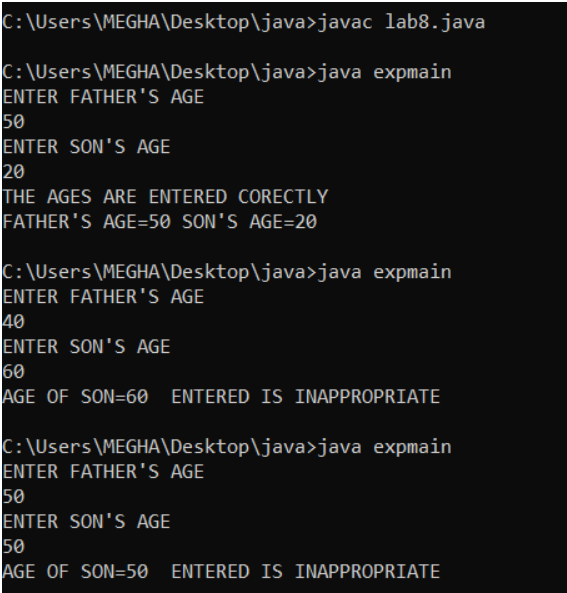 C:\Users\MEGHA\Desktop\java>javac lab8.java
C:\Users\MEGHA\Desktop\java>java expmain
ENTER FATHER'S AGE
50
ENTER SON'S AGE
20
THE AGES ARE ENTERED CORECTLY
FATHER'S AGE=50 SON'S AGE=20
C:\Users\MEGHA\Desktop\java>java expmain
ENTER FATHER'S AGE
40
ENTER SON'S AGE
60
AGE OF SON=60  ENTERED IS INAPPROPRIATE
C:\Users\MEGHA\Desktop\java>java expmain
ENTER FATHER'S AGE
50
ENTER SON'S AGE
50
AGE OF SON=50  ENTERED IS INAPPROPRIATE